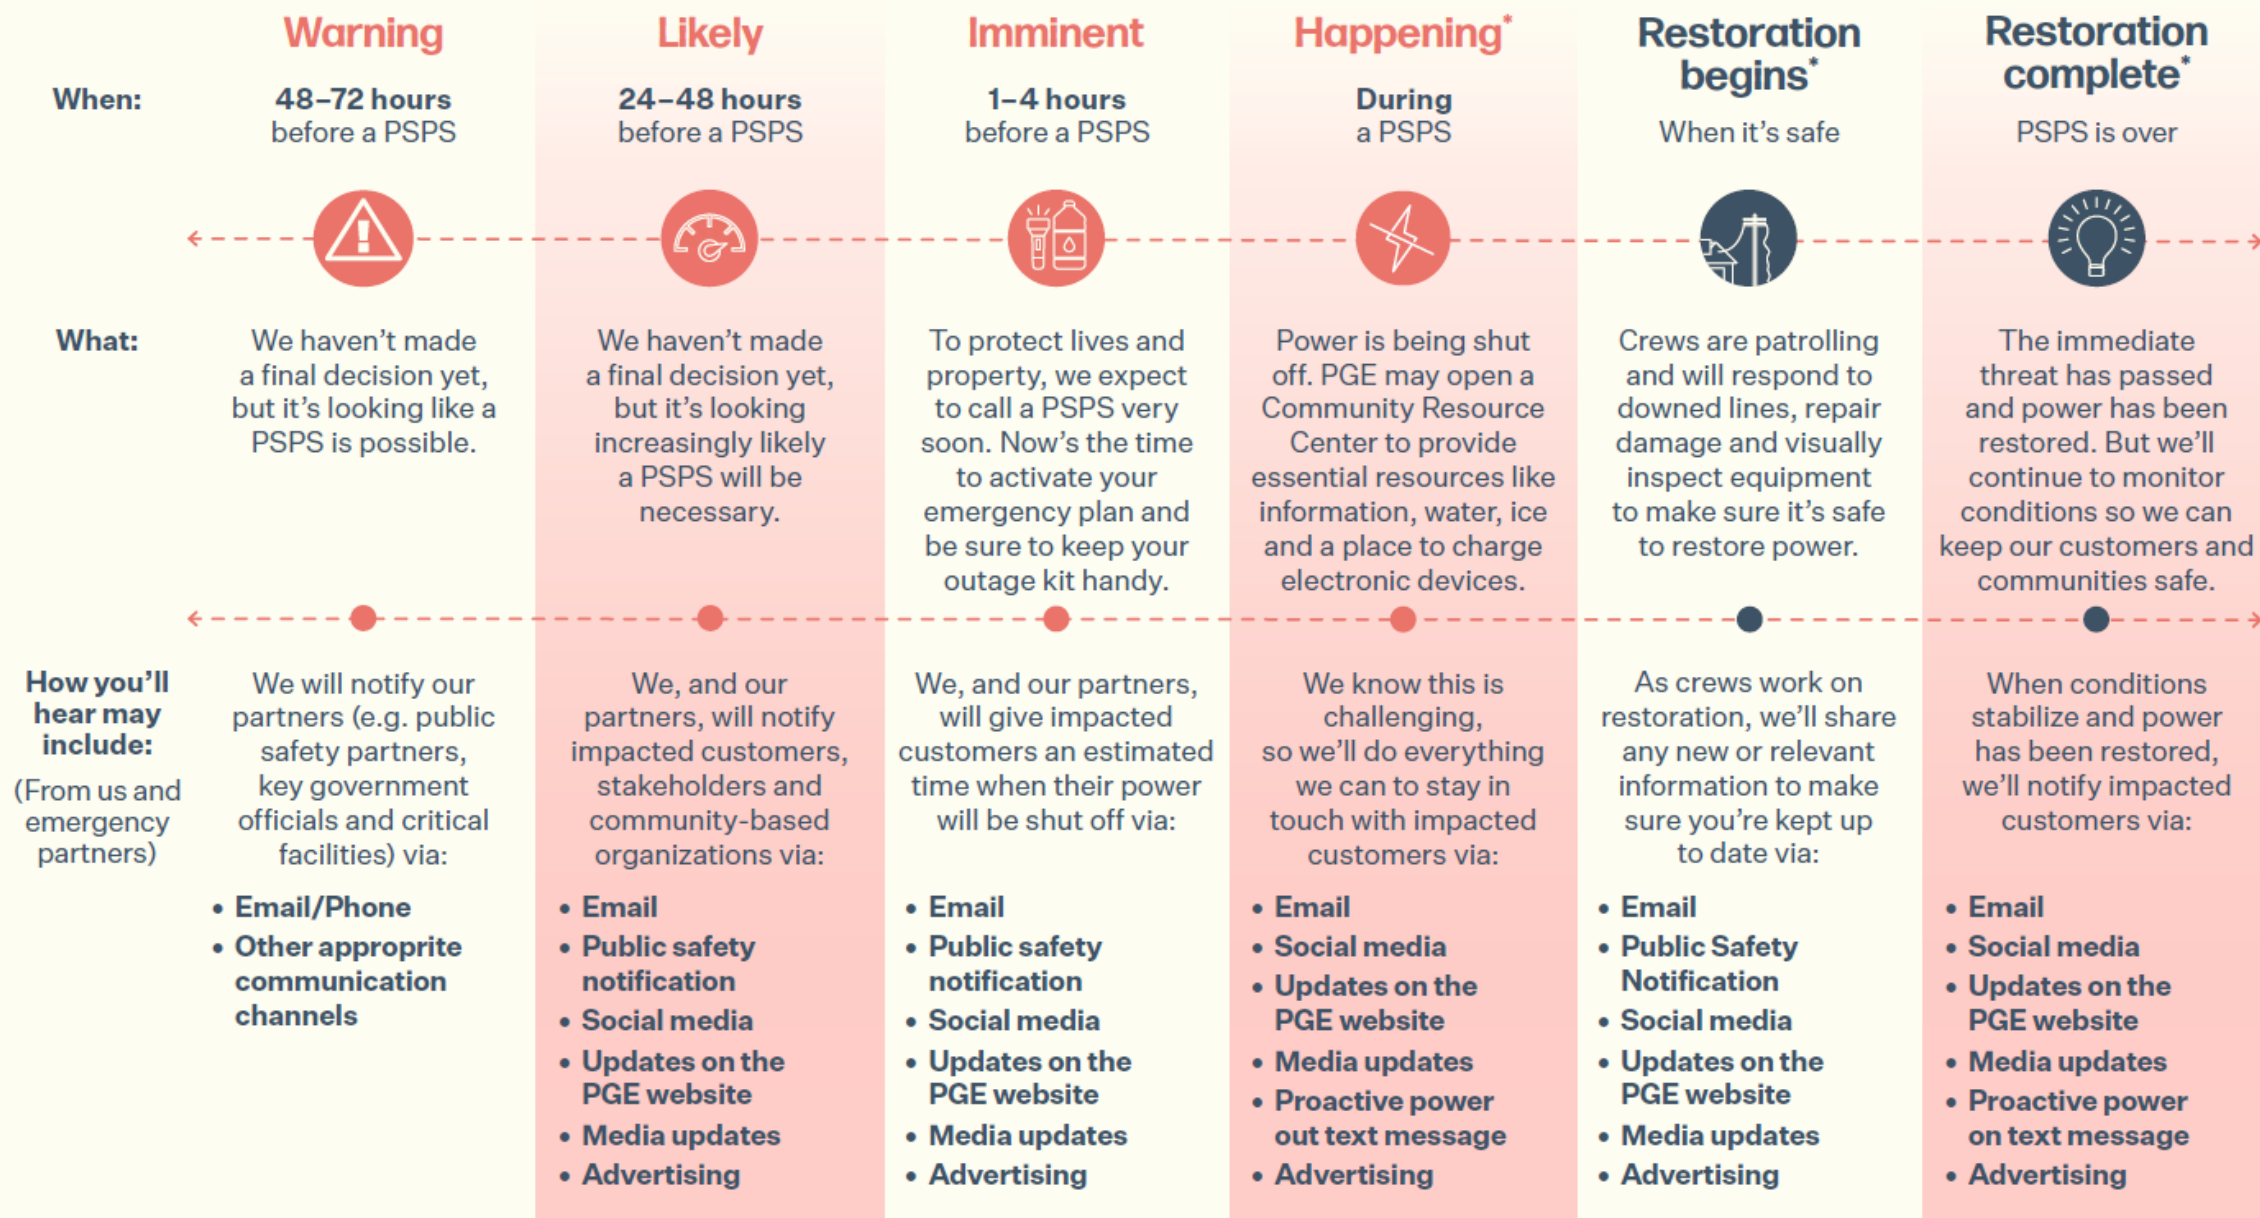 Warning
Likely
Imminent
Happening*
Restoration
begins*
Restoration
complete*
When:
48–72 hours
before a PSPS
24–48 hours
before a PSPS
1–4 hours
before a PSPS
During
a PSPS
When it's safe
PSPS is over
What:
We haven't made
a final decision yet,
but it's looking like a
PSPS is possible.
We haven't made
a final decision yet,
but it's looking
increasingly likely
a PSPS will be
necessary.
To protect lives and
property, we expect
to call a PSPS very
soon. Now's the time
to activate your
emergency plan and
be sure to keep your
outage kit handy.
Power is being shut
off. PGE may open a
Community Resource
Center to provide
essential resources like
information, water, ice
and a place to charge
electronic devices.
Crews are patrolling
and will respond to
downed lines, repair
damage and visually
inspect equipment
to make sure it's safe
to restore power.
The immediate
threat has passed
and power has been
restored. But we'll
continue to monitor
conditions so we can
keep our customers and
communities safe.
How you'll
hear may
include:
(From us and
emergency
partners)
We will notify our
partners (e.g. public
safety partners,
key government
officials and critical
facilities) via:
• Email/Phone
• Other approprite
communication
channels
We, and our
partners, will notify
impacted customers,
stakeholders and
community-based
organizations via:
• Email
• Public safety
notification
• Social media
• Updates on the
PGE website
• Media updates
• Advertising
We, and our partners,
will give impacted
customers an estimated
time when their power
will be shut off via:
• Email
• Public safety
notification
• Social media
• Updates on the
PGE website
• Media updates
• Advertising
We know this is
challenging,
so we'll do everything
we can to stay in
touch with impacted
customers via:
• Email
• Social media
• Updates on the
PGE website
• Media updates
• Proactive power
out text message
• Advertising
As crews work on
restoration, we'll share
any new or relevant
information to make
sure you're kept up
to date via:
• Email
• Public Safety
Notification
• Social media
• Updates on the
PGE website
• Media updates
• Advertising
When conditions
stabilize and power
has been restored,
we'll notify impacted
customers via:
• Email
• Social media
• Updates on the
PGE website
• Media updates
• Proactive power
on text message
• Advertising